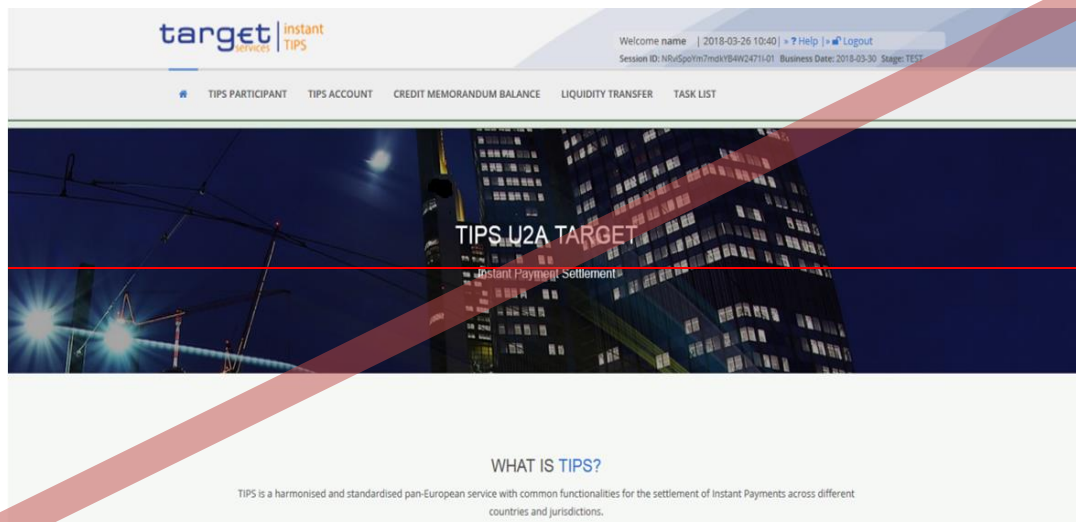 target | instant
services TIPS
Welcome name | 2018-03-26 10:40 | » ? Help | » Logout
Session ID: Business Date: 2018-03-30 Stage: TEST
TIPS PARTICIPANT TIPS ACCOUNT CREDIT MEMORANDUM BALANCE LIQUIDITY TRANSFER TASK LIST
TIPS U2A TARGET
Instant Payment Settlement
WHAT IS TIPS?
TIPS is a harmonised and standardised pan-European service with common functionalities for the settlement of Instant Payments across different
countries and jurisdictions.